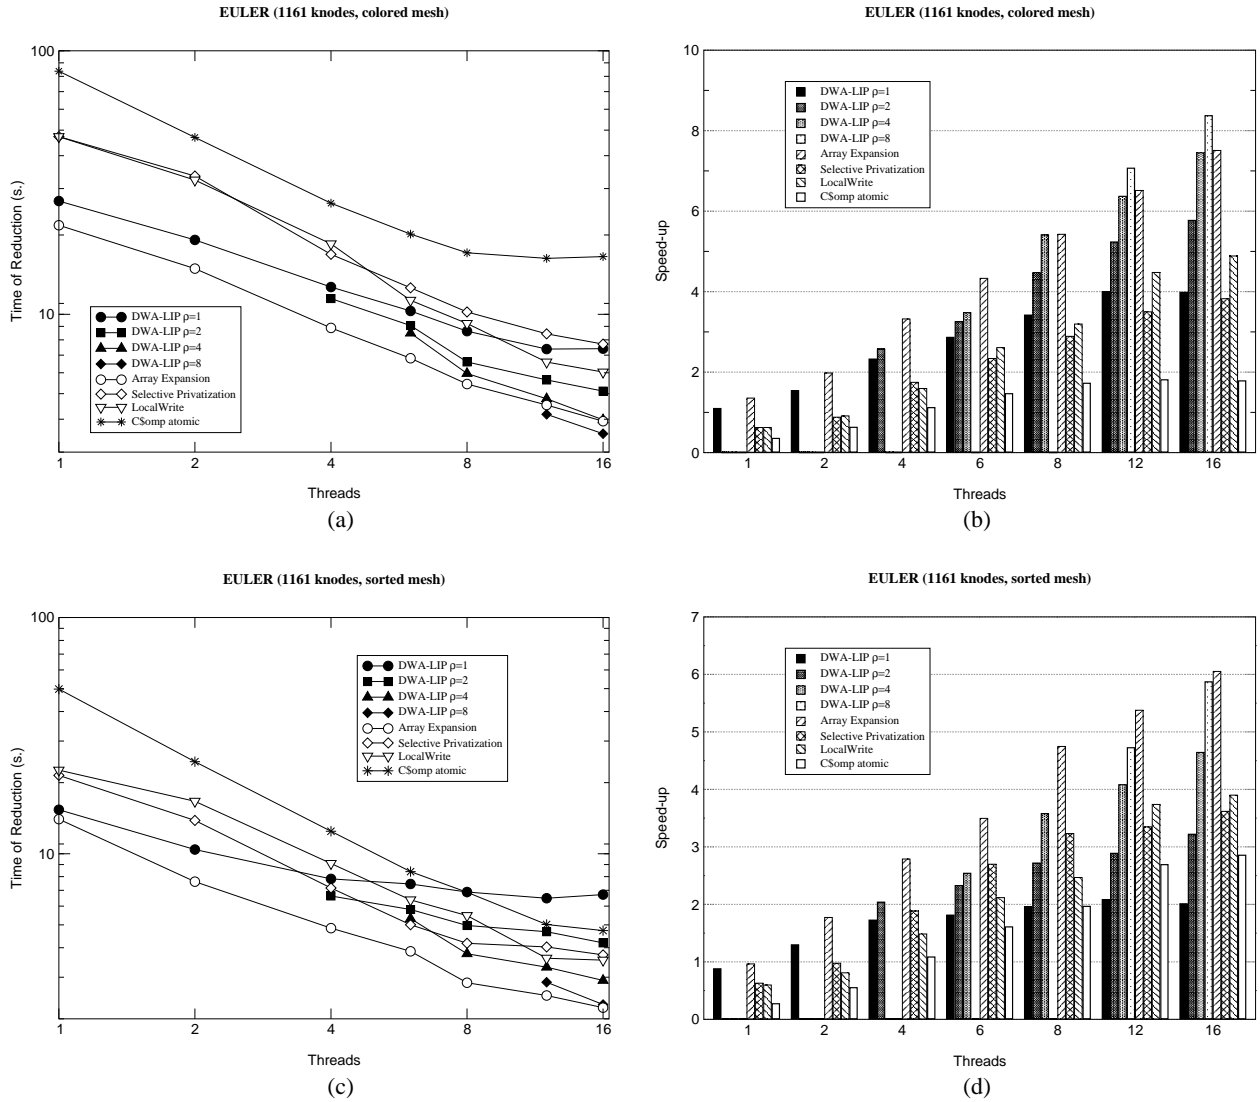 EULER (1161 knodes, colored mesh)
100
10
Time of Reduction (s.)
DWA-LIP ρ=1
DWA-LIP ρ=2
DWA-LIP ρ=4
DWA-LIP ρ=8
Array Expansion
Selective Privatization
LocalWrite
C$omp atomic
1 2 4 8 16
Threads
(a)
EULER (1161 knodes, colored mesh)
10
8
6
4
2
0
Speed-up
DWA-LIP ρ=1
DWA-LIP ρ=2
DWA-LIP ρ=4
DWA-LIP ρ=8
Array Expansion
Selective Privatization
LocalWrite
C$omp atomic
1 2 4 6 8 12 16
Threads
(b)
EULER (1161 knodes, sorted mesh)
100
10
Time of Reduction (s.)
DWA-LIP ρ=1
DWA-LIP ρ=2
DWA-LIP ρ=4
DWA-LIP ρ=8
Array Expansion
Selective Privatization
LocalWrite
C$omp atomic
1 2 4 8 16
Threads
(c)
EULER (1161 knodes, sorted mesh)
7
6
5
4
3
2
1
0
Speed-up
DWA-LIP ρ=1
DWA-LIP ρ=2
DWA-LIP ρ=4
DWA-LIP ρ=8
Array Expansion
Selective Privatization
LocalWrite
C$omp atomic
1 2 4 6 8 12 16
Threads
(d)